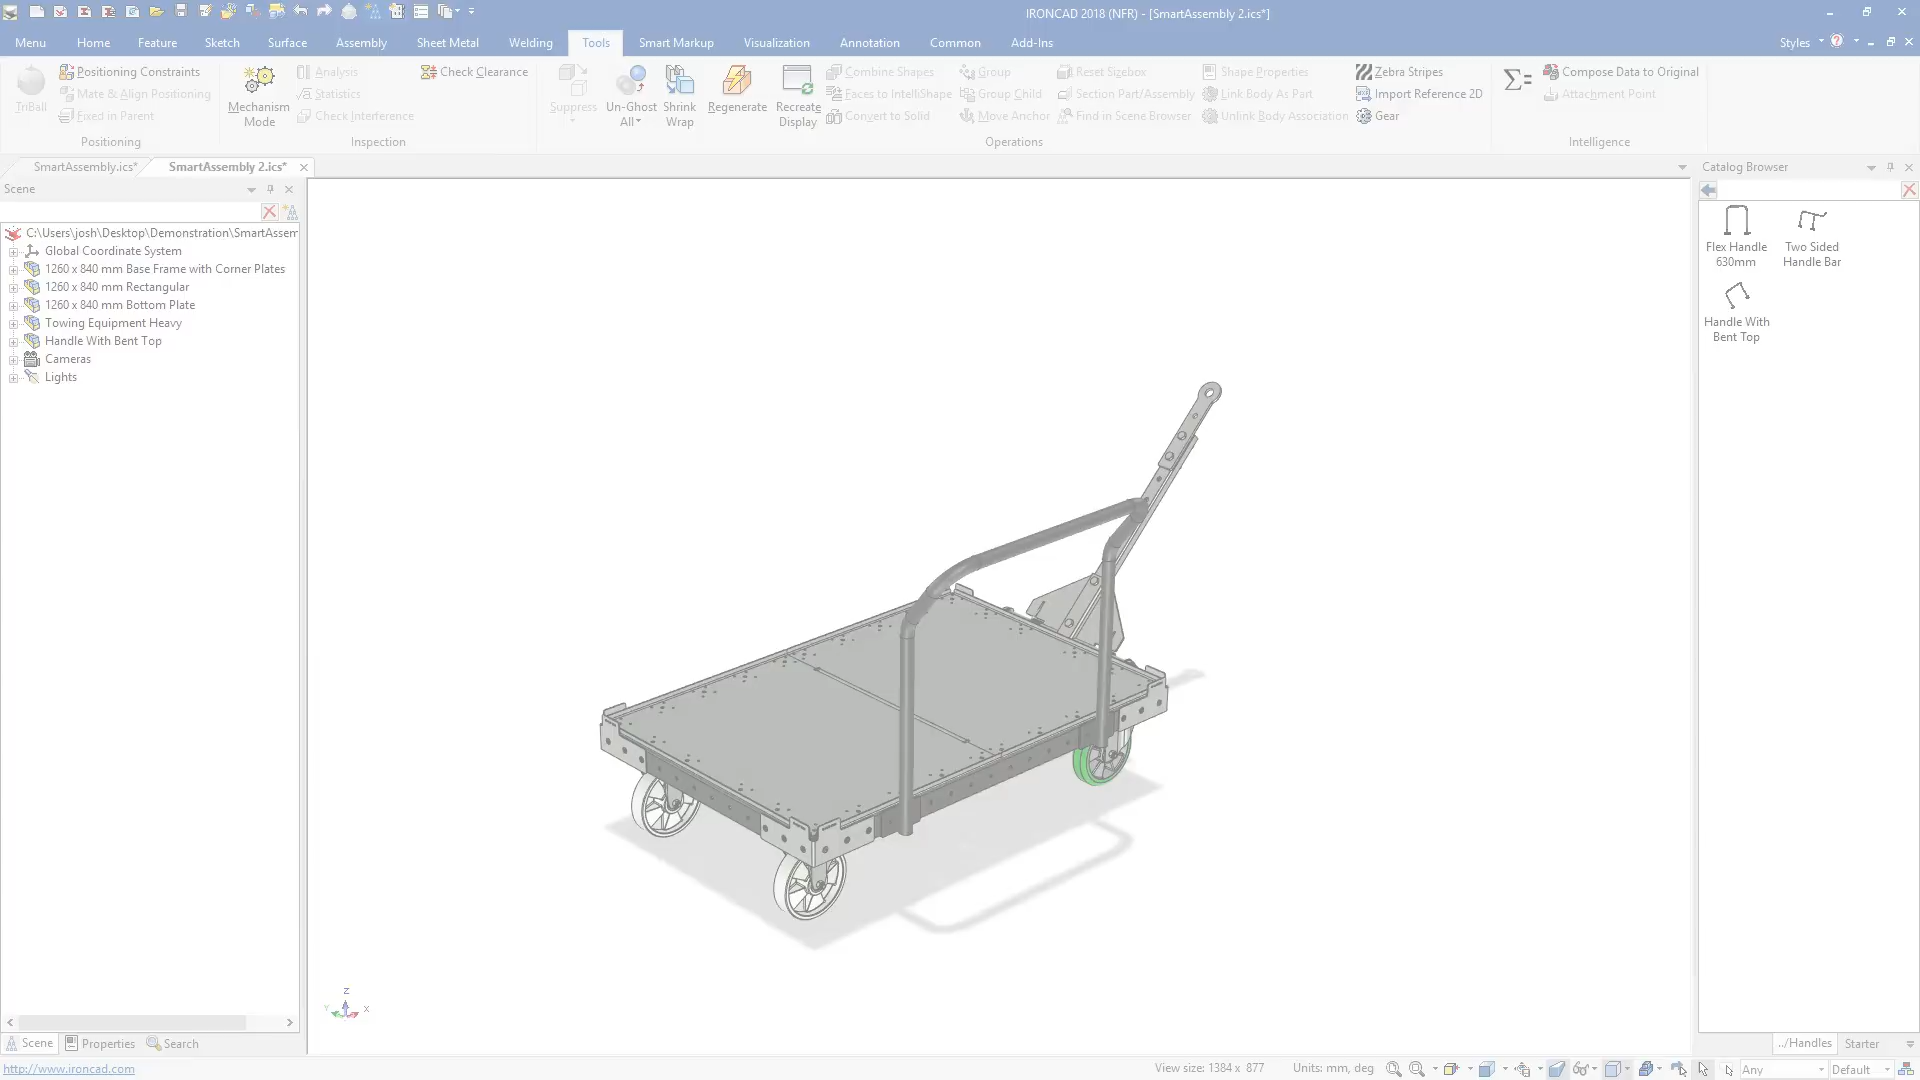 IRONCAD 2018 (NFR) - [SmartAssembly 2.ics*]
Menu Home Feature Sketch Surface Assembly Sheet Metal Welding Tools Smart Markup Visualization Annotation Common Add-Ins Styles
TriBall
Positioning Constraints
Mate & Align Positioning
Fixed in Parent
Positioning
Mechanism
Mode
Analysis
Statistics
Check Interference
Check Clearance
Inspection
Suppress
Un-Ghost
All
Shrink
Wrap
Regenerate
Recreate
Display
Combine Shapes
Faces to IntelliShape
Convert to Solid
Group
Group Child
Move Anchor
Reset Sizebox
Section Part/Assembly
Find in Scene Browser
Shape Properties
Link Body As Part
Unlink Body Association
Operations
Zebra Stripes
Import Reference 2D
Gear
Compose Data to Original
Attachment Point
Intelligence
SmartAssembly.ics* SmartAssembly 2.ics*
Scene
C:\Users\josh\Desktop\Demonstration\SmartAssem
Global Coordinate System
1260 x 840 mm Base Frame with Corner Plates
1260 x 840 mm Rectangular
1260 x 840 mm Bottom Plate
Towing Equipment Heavy
Handle With Bent Top
Cameras
Lights
Z
Y
X
Catalog Browser
Flex Handle
630mm
Two Sided
Handle Bar
Handle With
Bent Top
Scene Properties Search
../Handles Starter
http://www.ironcad.com
View size: 1384 x 877 Units: mm, deg Any Default